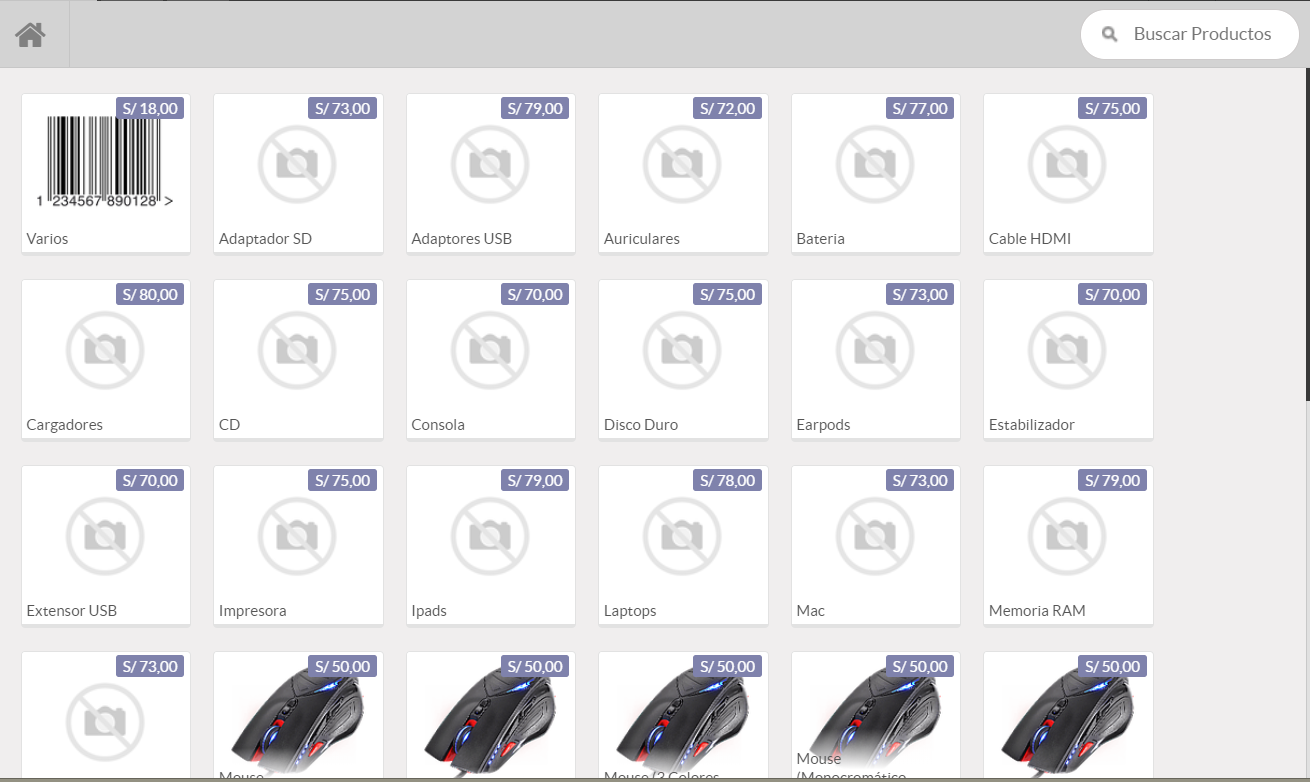 Buscar Productos
S/ 18,00
1 234567 890128 >
Varios
S/ 73,00
Adaptador SD
S/ 79,00
Adaptores USB
S/ 72,00
Auriculares
S/ 77,00
Bateria
S/ 75,00
Cable HDMI
S/ 80,00
Cargadores
S/ 75,00
CD
S/ 70,00
Consola
S/ 75,00
Disco Duro
S/ 73,00
Earpods
S/ 70,00
Estabilizador
S/ 70,00
Extensor USB
S/ 75,00
Impresora
S/ 79,00
Ipads
S/ 78,00
Laptops
S/ 73,00
Mac
S/ 79,00
Memoria RAM
S/ 73,00
S/ 50,00
Mouse
S/ 50,00
S/ 50,00
Mouse (2 Colores
S/ 50,00
Mouse
(Monocromático
S/ 50,00